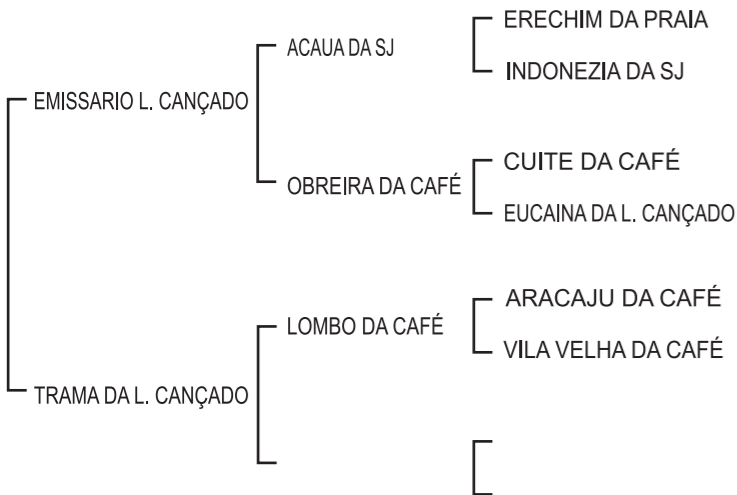 ERECHIM DA PRAIA
ACAUA DA SJ
INDONEZIA DA SJ
EMISSARIO L. CANÇADO
CUITE DA CAFÉ
OBREIRA DA CAFÉ
EUCAINA DA L. CANÇADO
ARACAJU DA CAFÉ
LOMBO DA CAFÉ
VILA VELHA DA CAFÉ
TRAMA DA L. CANÇADO